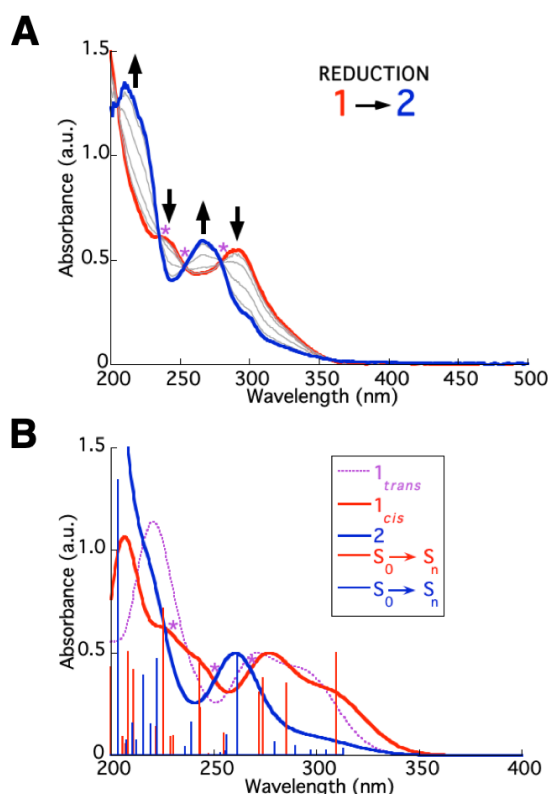 A
REDUCTION
1 → 2
1.5
1.0
0.5
0
Absorbance (a.u.)
* * *
200 250 300 350 400 450 500
Wavelength (nm)
B
1.5
1.0
0.5
0
Absorbance (a.u.)
1trans
1cis
2
S0 → Sn
S0 → Sn
* * *
200 250 300 400
Wavelength (nm)